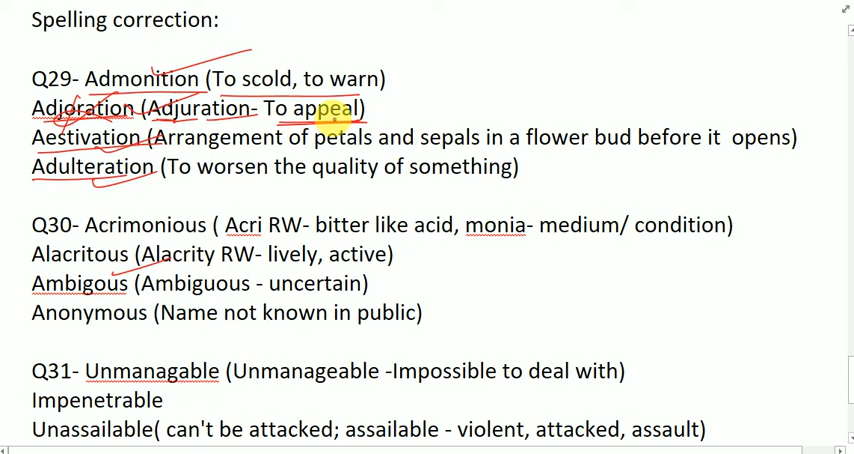 Spelling correction:
Q29- Admonition (To scold, to warn)
Adjoration (Adjuration- To appeal)
Aestivation (Arrangement of petals and sepals in a flower bud before it opens)
Adulteration (To worsen the quality of something)
Q30- Acrimonious ( Acri RW- bitter like acid, monia- medium/ condition)
Alacritous (Alacrity RW- lively, active)
Ambigous (Ambiguous - uncertain)
Anonymous (Name not known in public)
Q31- Unmanagable (Unmanageable -Impossible to deal with)
Impenetrable
Unassailable( can't be attacked; assailable - violent, attacked, assault)